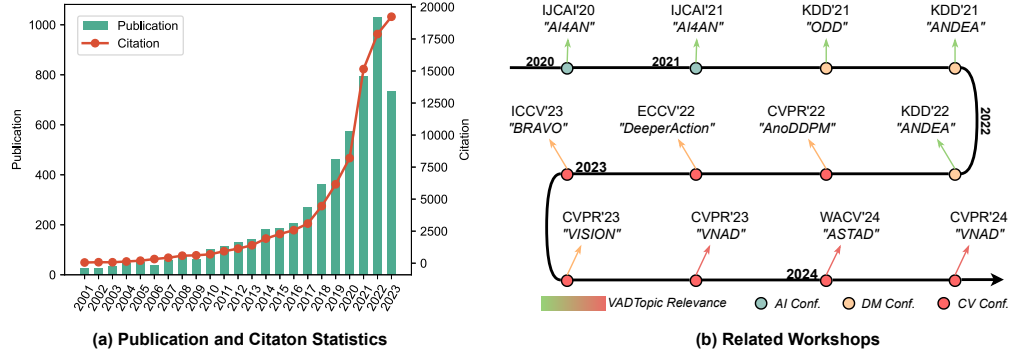 1000
800
600
400
200
0
Publication
Publication
Citation
20000
17500
15000
12500
10000
7500
5000
2500
0
Citation
2001
2002
2003
2004
2005
2006
2007
2008
2009
2010
2011
2012
2013
2014
2015
2016
2017
2018
2019
2020
2021
2022
2023
(a) Publication and Citaton Statistics
IJCAI'20
"AI4AN"
IJCAI'21
"AI4AN"
KDD'21
"ODD"
KDD'21
"ANDEA"
2020
2021
2022
ICCV'23
"BRAVO"
ECCV'22
"DeeperAction"
CVPR'22
"AnoDDPM"
KDD'22
"ANDEA"
2023
CVPR'23
"VISION"
CVPR'23
"VNAD"
WACV'24
"ASTAD"
CVPR'24
"VNAD"
2024
VADTopic Relevance
AI Conf.
DM Conf.
CV Conf.
(b) Related Workshops